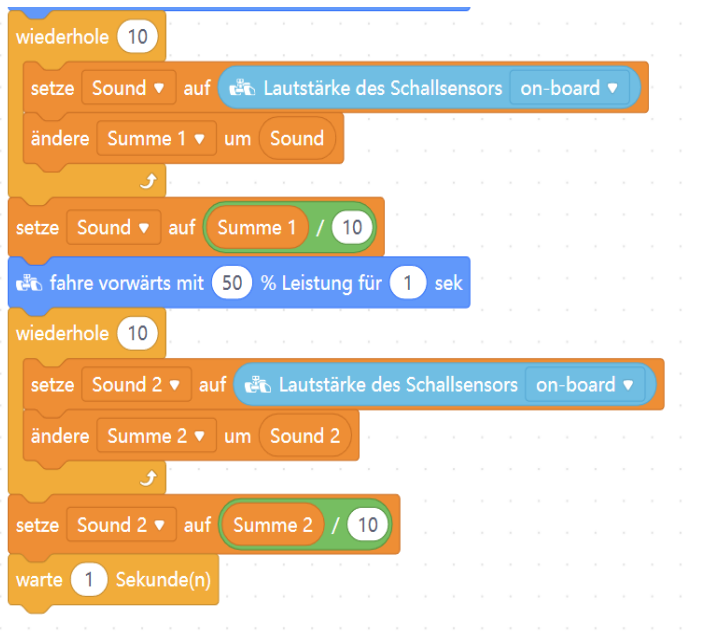 wiederhole 10
setze Sound auf Lautstärke des Schallsensors on-board
ändere Summe 1 um Sound
setze Sound auf Summe 1 / 10
fahre vorwärts mit 50 % Leistung für 1 sek
wiederhole 10
setze Sound 2 auf Lautstärke des Schallsensors on-board
ändere Summe 2 um Sound 2
setze Sound 2 auf Summe 2 / 10
warte 1 Sekunde(n)